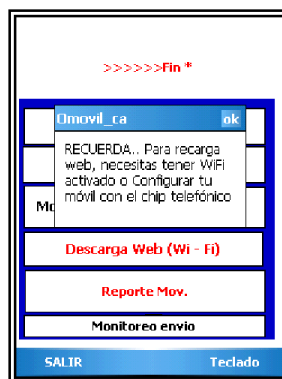 >>>>>>Fin *
Omovil_ca ok
RECUERDA.. Para recarga
web, necesitas tener WiFi
activado o Configurar tu
móvil con el chip telefónico
Mo
Descarga Web (Wi - Fi)
Reporte Mov.
Monitoreo envio
SALIR Teclado